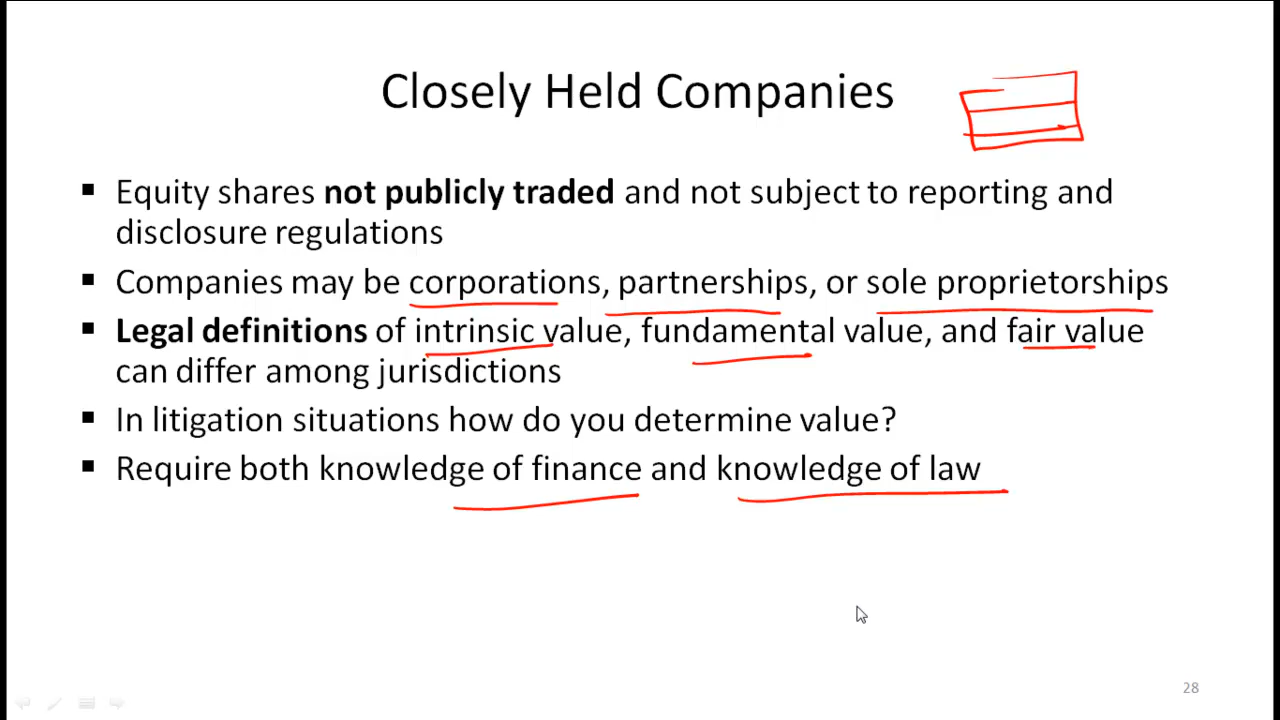 Closely Held Companies
▪ Equity shares not publicly traded and not subject to reporting and
disclosure regulations
▪ Companies may be corporations, partnerships, or sole proprietorships
▪ Legal definitions of intrinsic value, fundamental value, and fair value
can differ among jurisdictions
▪ In litigation situations how do you determine value?
▪ Require both knowledge of finance and knowledge of law
28